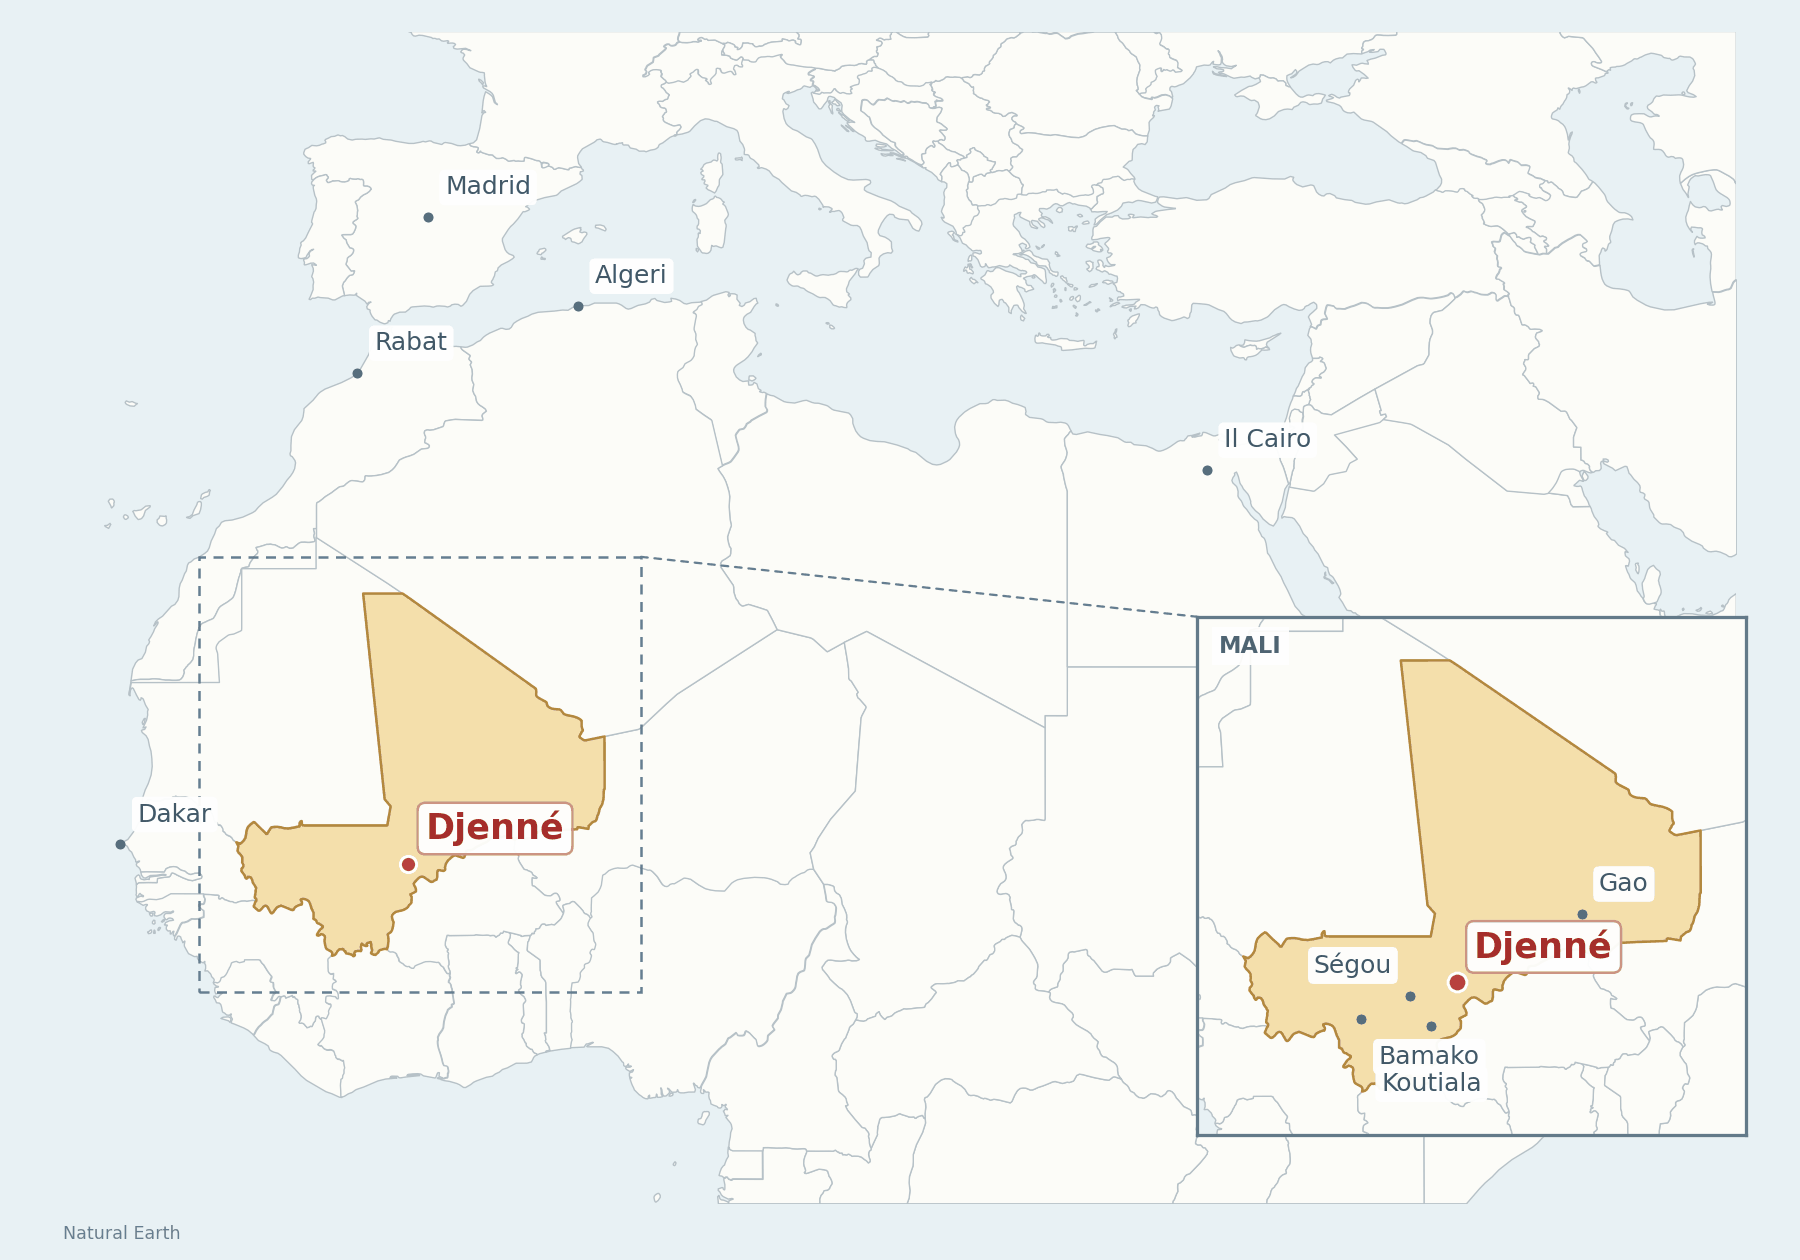 Madrid
Algeri
Rabat
Il Cairo
MALI
Dakar
Djenné
Gao
Djenné
Ségou
Bamako
Koutiala
Natural Earth